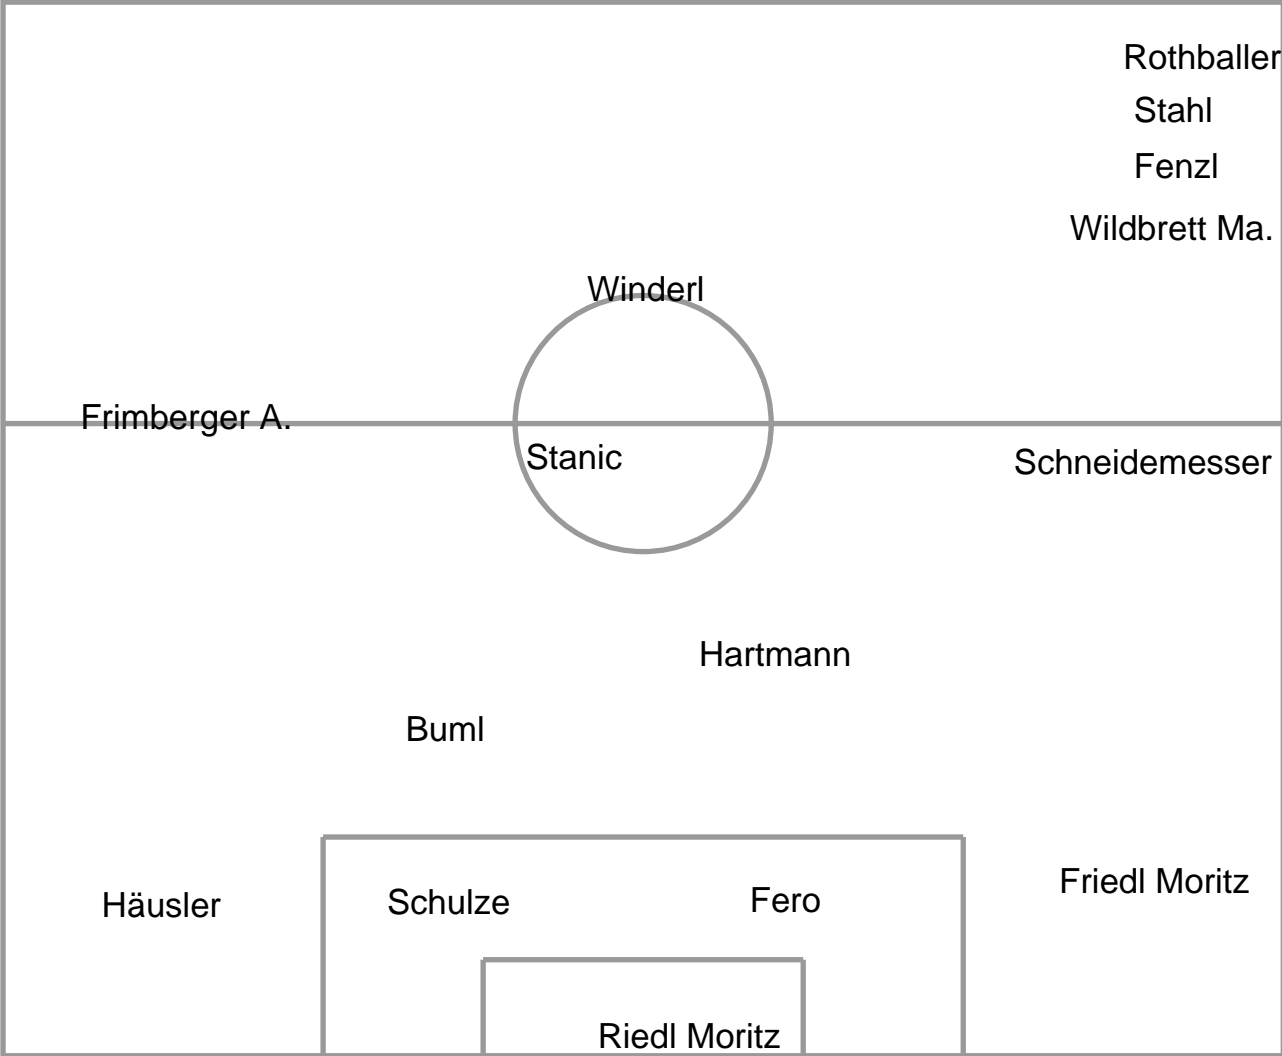 Rothballer
Stahl
Fenzl
Wildbrett Ma.
Winderl
Frimberger A.
Stanic
Schneidemesser
Hartmann
Buml
Friedl Moritz
Häusler
Schulze
Fero
Riedl Moritz